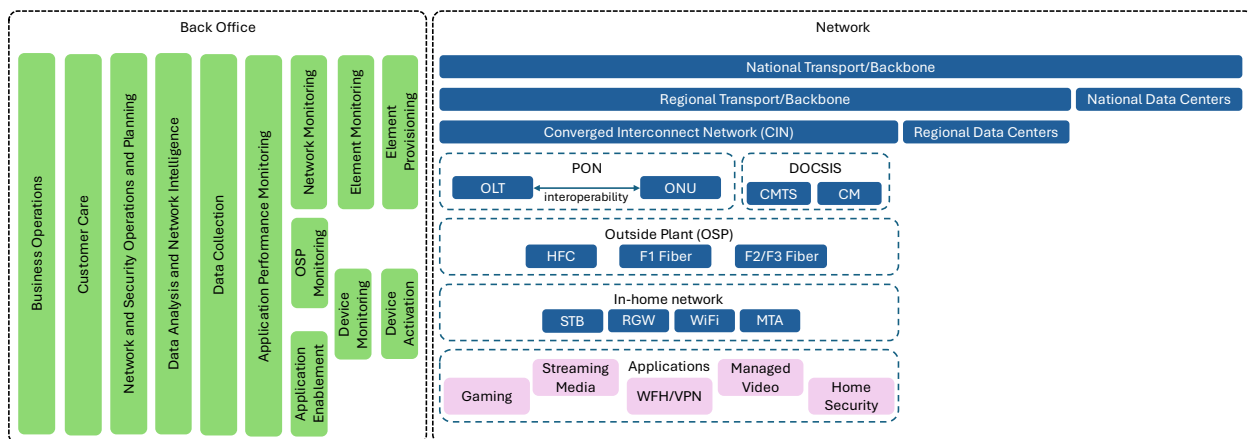 Back Office
Business Operations
Customer Care
Network and Security Operations and Planning
Data Analysis and Network Intelligence
Data Collection
Application Performance Monitoring
Network Monitoring
OSP
Monitoring
Application
Enablement
Element Monitoring
Device
Monitoring
Element
Provisioning
Device
Activation
Network
National Transport/Backbone
Regional Transport/Backbone
National Data Centers
Converged Interconnect Network (CIN)
Regional Data Centers
PON
OLT
interoperability
ONU
DOCSIS
CMTS
CM
Outside Plant (OSP)
HFC
F1 Fiber
F2/F3 Fiber
In-home network
STB
RGW
WiFi
MTA
Applications
Gaming
Streaming
Media
WFH/VPN
Managed
Video
Home
Security